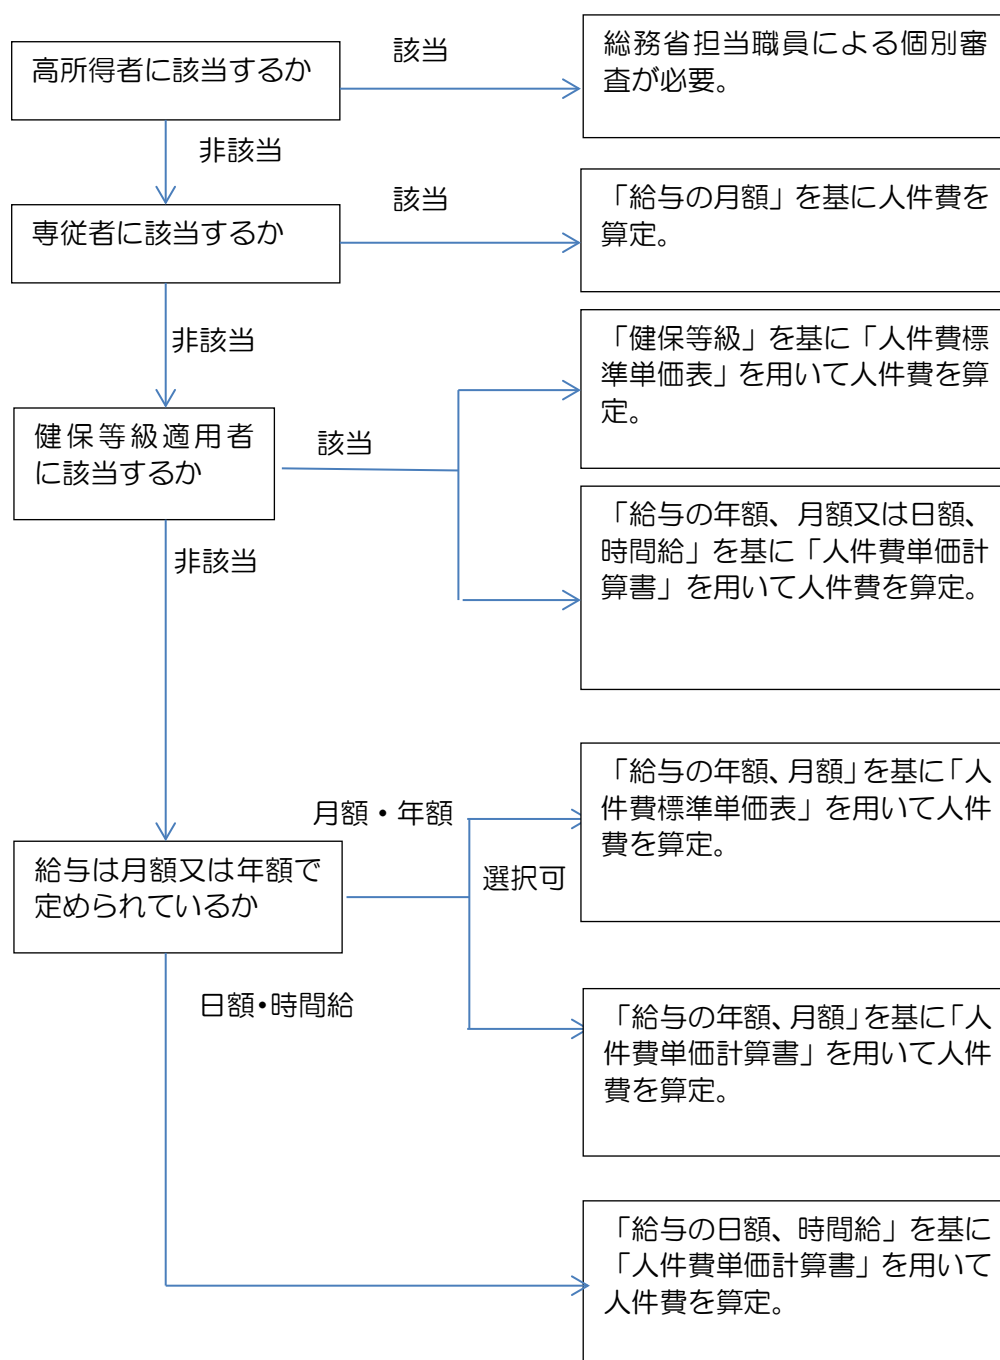 高所得者に該当するか
該当
総務省担当職員による個別審
査が必要。
非該当
専従者に該当するか
該当
「給与の月額」を基に人件費を
算定。
非該当
「健保等級」を基に「人件費標
準単価表」を用いて人件費を算
定。
健保等級適用者
に該当するか
該当
「給与の年額、月額又は日額、
時間給」を基に「人件費単価計
算書」を用いて人件費を算定。
非該当
給与は月額又は年額で
定められているか
月額・年額
選択可
「給与の年額、月額」を基に「人
件費標準単価表」を用いて人件
費を算定。
「給与の年額、月額」を基に「人
件費単価計算書」を用いて人件
費を算定。
日額・時間給
「給与の日額、時間給」を基に
「人件費単価計算書」を用いて
人件費を算定。